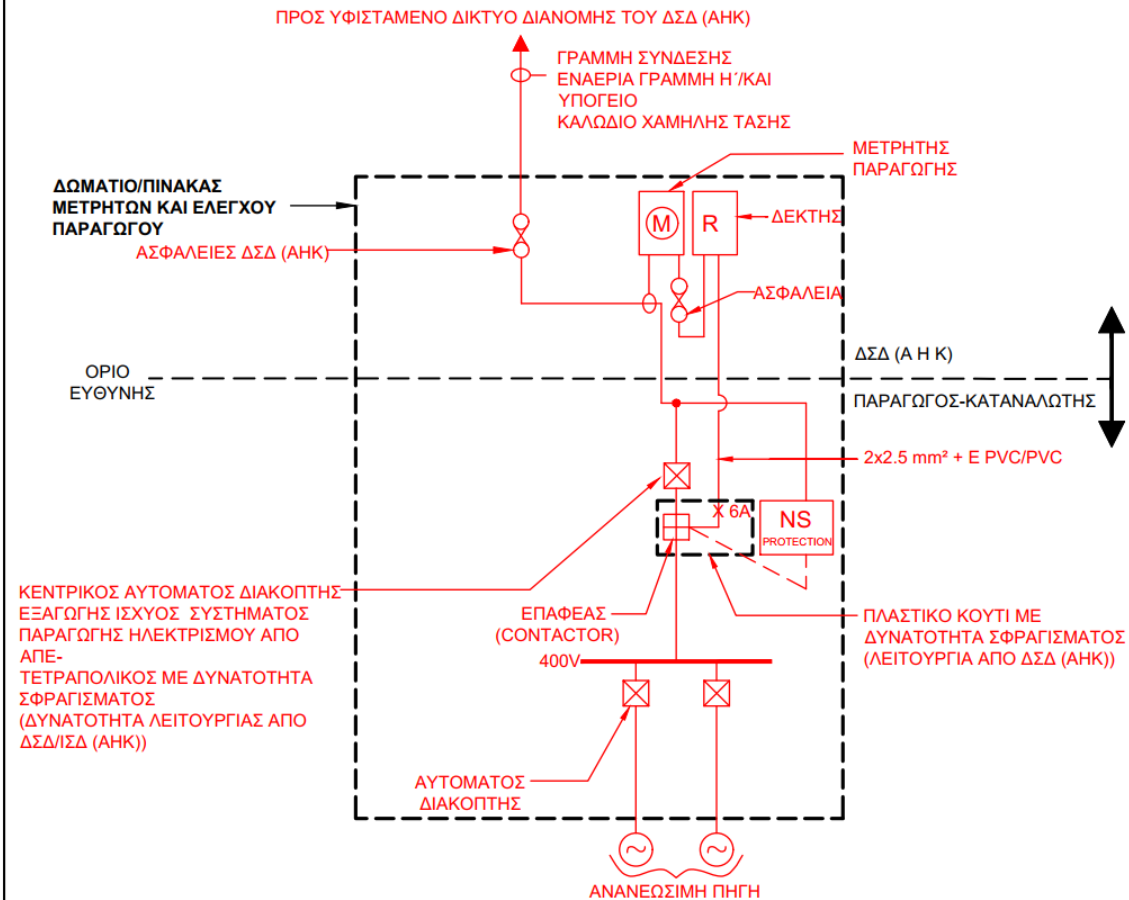 ΠΡΟΣ ΥΦΙΣΤΑΜΕΝΟ ΔΙΚΤΥΟ ΔΙΑΝΟΜΗΣ ΤΟΥ ΔΣΔ (ΑΗΚ)
ΓΡΑΜΜΗ ΣΥΝΔΕΣΗΣ
ΕΝΑΕΡΙΑ ΓΡΑΜΜΗ Η΄/ΚΑΙ
ΥΠΟΓΕΙΟ
ΚΑΛΩΔΙΟ ΧΑΜΗΛΗΣ ΤΑΣΗΣ
ΜΕΤΡΗΤΗΣ
ΠΑΡΑΓΩΓΗΣ
ΔΩΜΑΤΙΟ/ΠΙΝΑΚΑΣ
ΜΕΤΡΗΤΩΝ ΚΑΙ ΕΛΕΓΧΟΥ
ΠΑΡΑΓΩΓΟΥ
M
R
ΔΕΚΤΗΣ
ΑΣΦΑΛΕΙΕΣ ΔΣΔ (ΑΗΚ)
ΑΣΦΑΛΕΙΑ
ΔΣΔ (Α Η Κ)
ΟΡΙΟ
ΕΥΘΥΝΗΣ
ΠΑΡΑΓΩΓΟΣ-ΚΑΤΑΝΑΛΩΤΗΣ
2x2.5 mm² + E PVC/PVC
X 6A
NS
PROTECTION
ΚΕΝΤΡΙΚΟΣ ΑΥΤΟΜΑΤΟΣ ΔΙΑΚΟΠΤΗΣ
ΕΞΑΓΩΓΗΣ ΙΣΧΥΟΣ ΣΥΣΤΗΜΑΤΟΣ
ΠΑΡΑΓΩΓΗΣ ΗΛΕΚΤΡΙΣΜΟΥ ΑΠΟ
ΑΠΕ-
ΤΕΤΡΑΠΟΛΙΚΟΣ ΜΕ ΔΥΝΑΤΟΤΗΤΑ
ΣΦΡΑΓΙΣΜΑΤΟΣ
(ΔΥΝΑΤΟΤΗΤΑ ΛΕΙΤΟΥΡΓΙΑΣ ΑΠΟ
ΔΣΔ/ΙΣΔ (ΑΗΚ))
ΕΠΑΦΕΑΣ
(CONTACTOR)
ΠΛΑΣΤΙΚΟ ΚΟΥΤΙ ΜΕ
ΔΥΝΑΤΟΤΗΤΑ ΣΦΡΑΓΙΣΜΑΤΟΣ
(ΛΕΙΤΟΥΡΓΙΑ ΑΠΟ ΔΣΔ (ΑΗΚ))
400V
ΑΥΤΟΜΑΤΟΣ
ΔΙΑΚΟΠΤΗΣ
ΑΝΑΝΕΩΣΙΜΗ ΠΗΓΗ